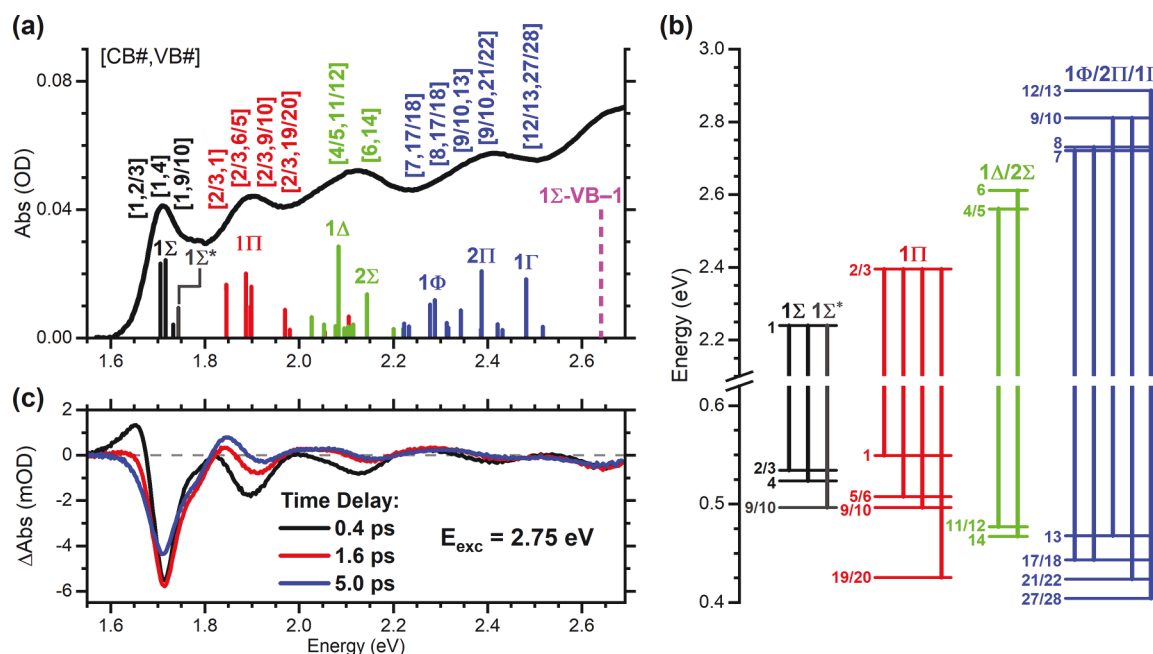 (a)
[CB#,VB#]
Abs (OD)
0.08
0.04
0.00
[1,2/3]
[1,4]
[1,9/10]
[2/3,1]
[2/3,6/5]
[2/3,9/10]
[2/3,19/20]
[4/5,11/12]
[6,14]
[7,17/18]
[8,17/18]
[9/10,13]
[9/10,21/22]
[12/13,27/28]
1Σ
1Σ*
1Π
1Δ
2Σ
1Φ
2Π
1Γ
1Σ-VB–1
1.6 1.8 2.0 2.2 2.4 2.6
(c)
ΔAbs (mOD)
2
0
-2
-4
-6
Time Delay:
0.4 ps
1.6 ps
5.0 ps
E exc = 2.75 eV
1.6 1.8 2.0 2.2 2.4 2.6
Energy (eV)
(b)
Energy (eV)
3.0
2.8
2.6
2.4
2.2
0.6
0.5
0.4
1Σ 1Σ*
1
2/3
4
9/10
1Π
2/3
1
5/6
9/10
19/20
1Δ/2Σ
6
4/5
11/12
14
1Φ/2Π/1Γ
12/13
9/10
8
7
13
17/18
21/22
27/28